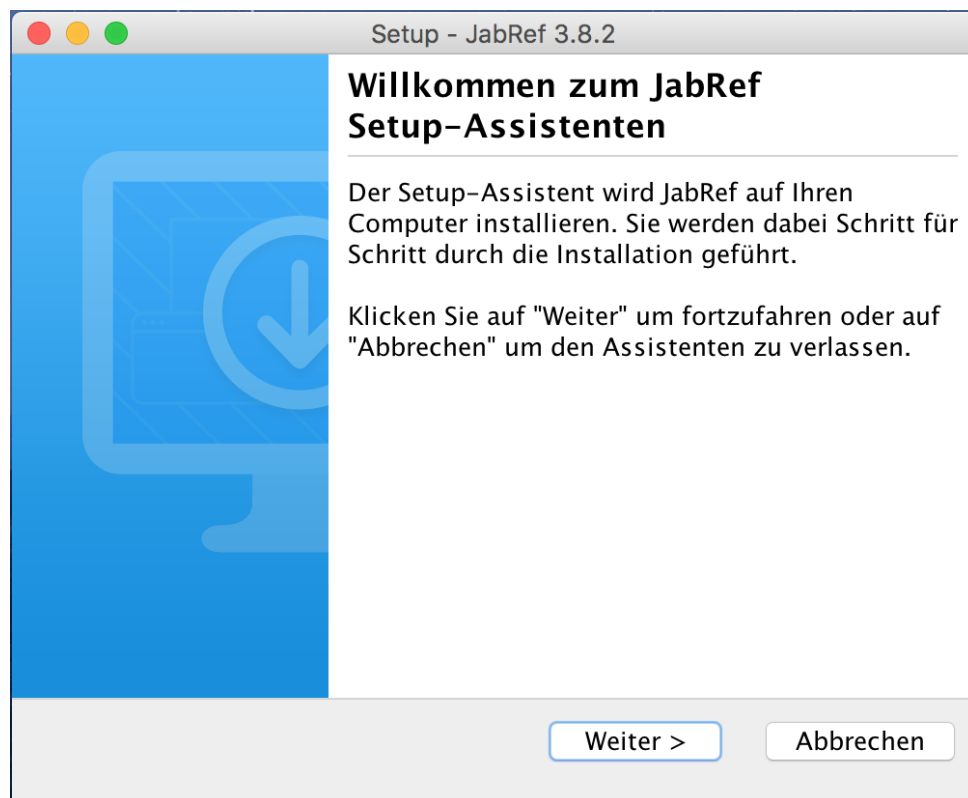 Setup - JabRef 3.8.2
Willkommen zum JabRef
Setup-Assistenten
Der Setup-Assistent wird JabRef auf Ihren
Computer installieren. Sie werden dabei Schritt für
Schritt durch die Installation geführt.
Klicken Sie auf "Weiter" um fortzufahren oder auf
"Abbrechen" um den Assistenten zu verlassen.
Weiter >
Abbrechen